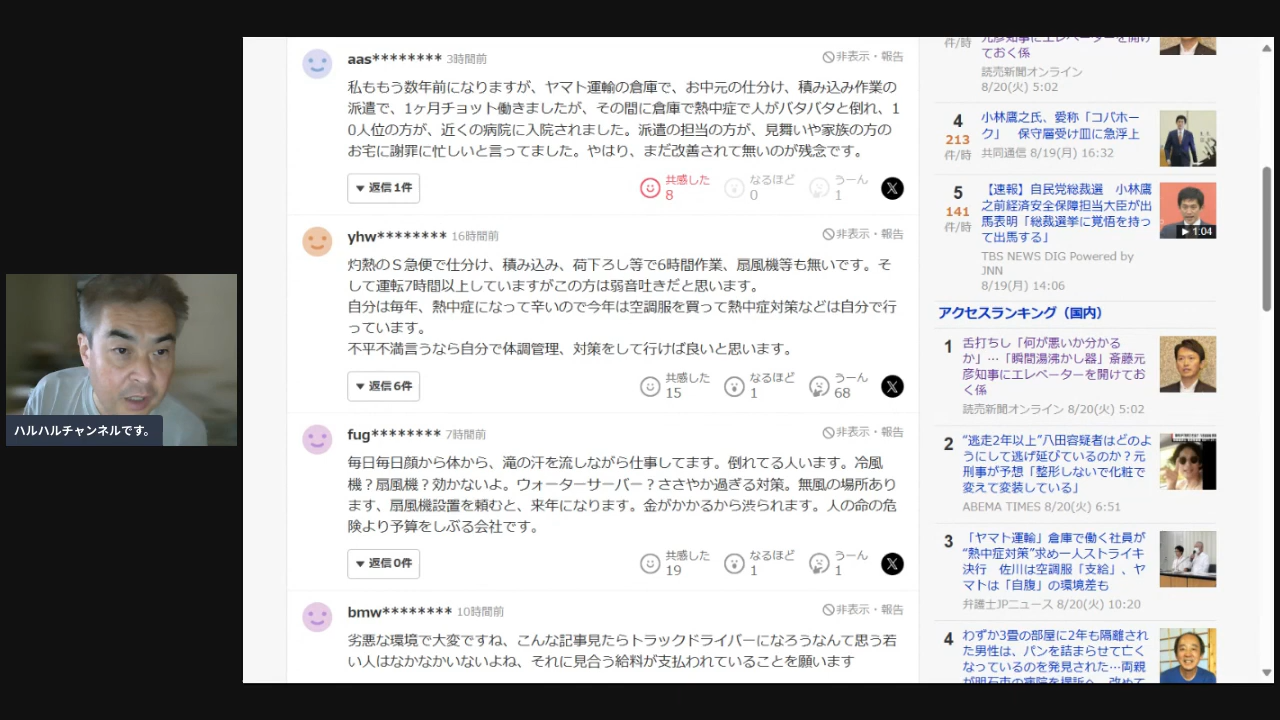 ハルハルチャンネルです。
aas******** 3時間前
非表示・報告
私ももう数年前になりますが、ヤマト運輸の倉庫で、お中元の仕分け、積み込み作業の
派遣で、1ヶ月チョット働きましたが、その間に倉庫で熱中症で人がバタバタと倒れ、1
0人位の方が、近くの病院に入院されました。派遣の担当の方が、見舞いや家族の方の
お宅に謝罪に忙しいと言ってました。やはり、まだ改善されて無いのが残念です。
返信1件
共感した
8
なるほど
0
うーん
1
yhw******** 16時間前
非表示・報告
灼熱のS急便で仕分け、積み込み、荷下ろし等で6時間作業、扇風機等も無いです。そ
して運転7時間以上していますがこの方は弱音吐きだと思います。
自分は毎年、熱中症になって辛いので今年は空調服を買って熱中症対策などは自分で行
っています。
不平不満言うなら自分で体調管理、対策をして行けば良いと思います。
返信6件
共感した
15
なるほど
1
うーん
68
fug******** 7時間前
非表示・報告
毎日毎日顔から体から、滝の汗を流しながら仕事してます。倒れてる人います。冷風
機？扇風機？効かないよ。ウォーターサーバー？ささやか過ぎる対策。無風の場所あり
ます、扇風機設置を頼むと、来年になります。金がかかるから渋られます。人の命の危
険より予算をしぶる会社です。
返信0件
共感した
19
なるほど
1
うーん
1
bmw******** 10時間前
非表示・報告
劣悪な環境で大変ですね、こんな記事見たらトラックドライバーになろうなんて思う若
い人はなかなかいないよね、それに見合う給料が支払われていることを願います
件/時
元彦知事にエレベーターを開け
ておく係
読売新聞オンライン
8/20(火) 5:02
4
213
件/時
小林鷹之氏、愛称「コバホー
ク」 保守層受け皿に急浮上
共同通信 8/19(月) 16:32
5
141
件/時
【速報】自民党総裁選 小林鷹
之前経済安全保障担当大臣が出
馬表明「総裁選挙に覚悟を持っ
て出馬する」
1:04
TBS NEWS DIG Powered by
JNN
8/19(月) 14:06
アクセスランキング（国内）
1
舌打ちし「何が悪いか分かる
か」…「瞬間湯沸かし器」斎藤元
彦知事にエレベーターを開けてお
く係
読売新聞オンライン 8/20(火) 5:02
2
“逃走2年以上”八田容疑者はどのよ
うにして逃げ延びているのか？元
刑事が予想「整形しないで化粧で
変えて変装している」
ABEMA TIMES 8/20(火) 6:51
3
「ヤマト運輸」倉庫で働く社員が
“熱中症対策”求め一人ストライキ
決行 佐川は空調服「支給」、ヤ
マトは「自腹」の環境差も
弁護士JPニュース 8/20(火) 10:20
4
わずか3畳の部屋に2年も隔離され
た男性は、パンを詰まらせて亡く
なっているのを発見された…両親
が明石市の病院を提訴へ 改めて